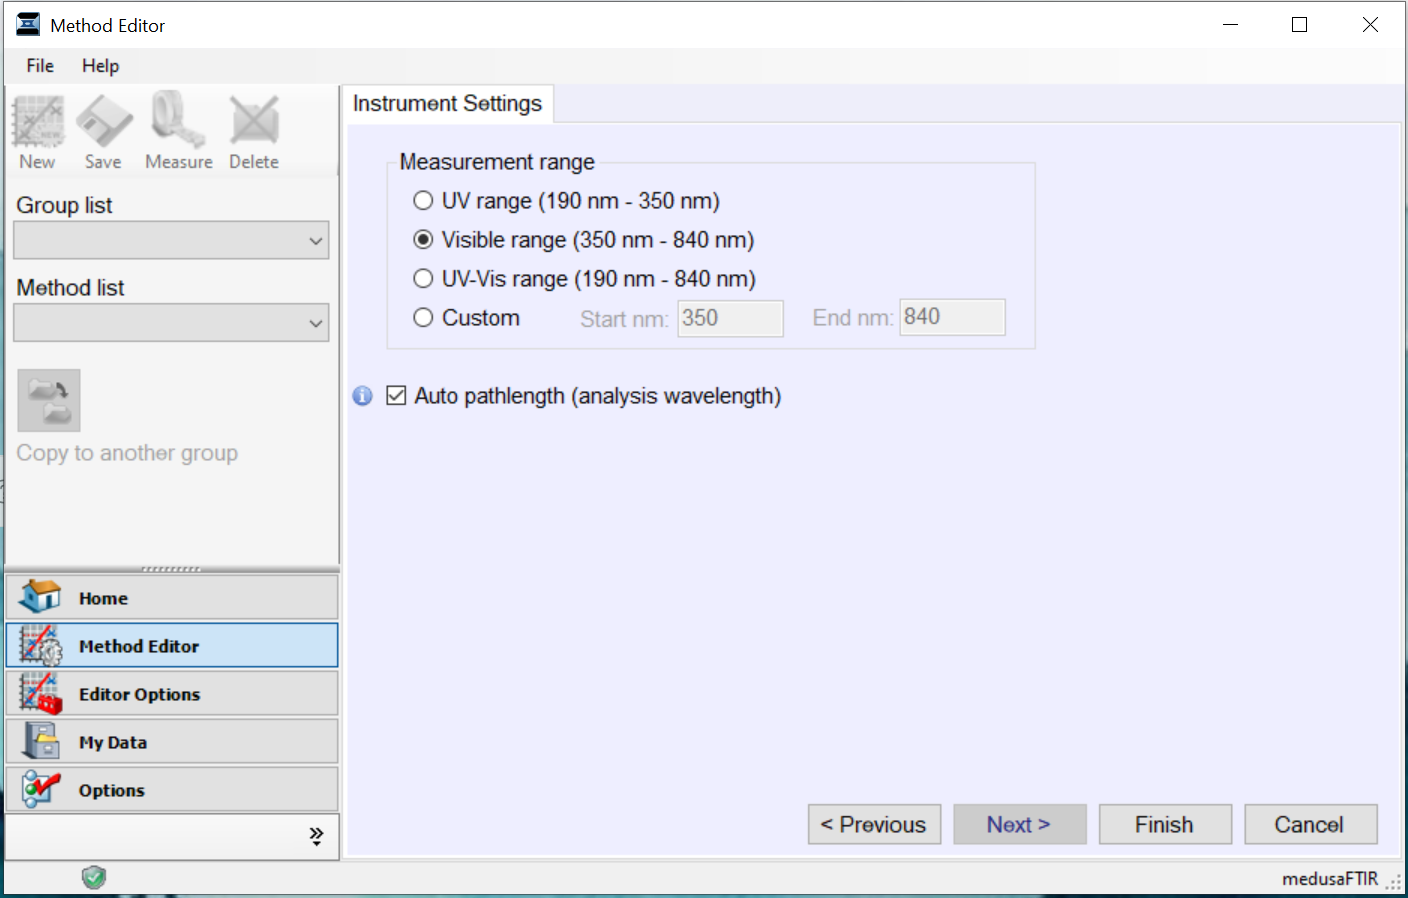 Method Editor
File Help
New Save Measure Delete
Group list
Method list
Copy to another group
Home
Method Editor
Editor Options
My Data
Options
Instrument Settings
Measurement range
UV range (190 nm - 350 nm)
Visible range (350 nm - 840 nm)
UV-Vis range (190 nm - 840 nm)
Custom Start nm: 350 End nm: 840
Auto pathlength (analysis wavelength)
< Previous Next > Finish Cancel
medusaFTIR